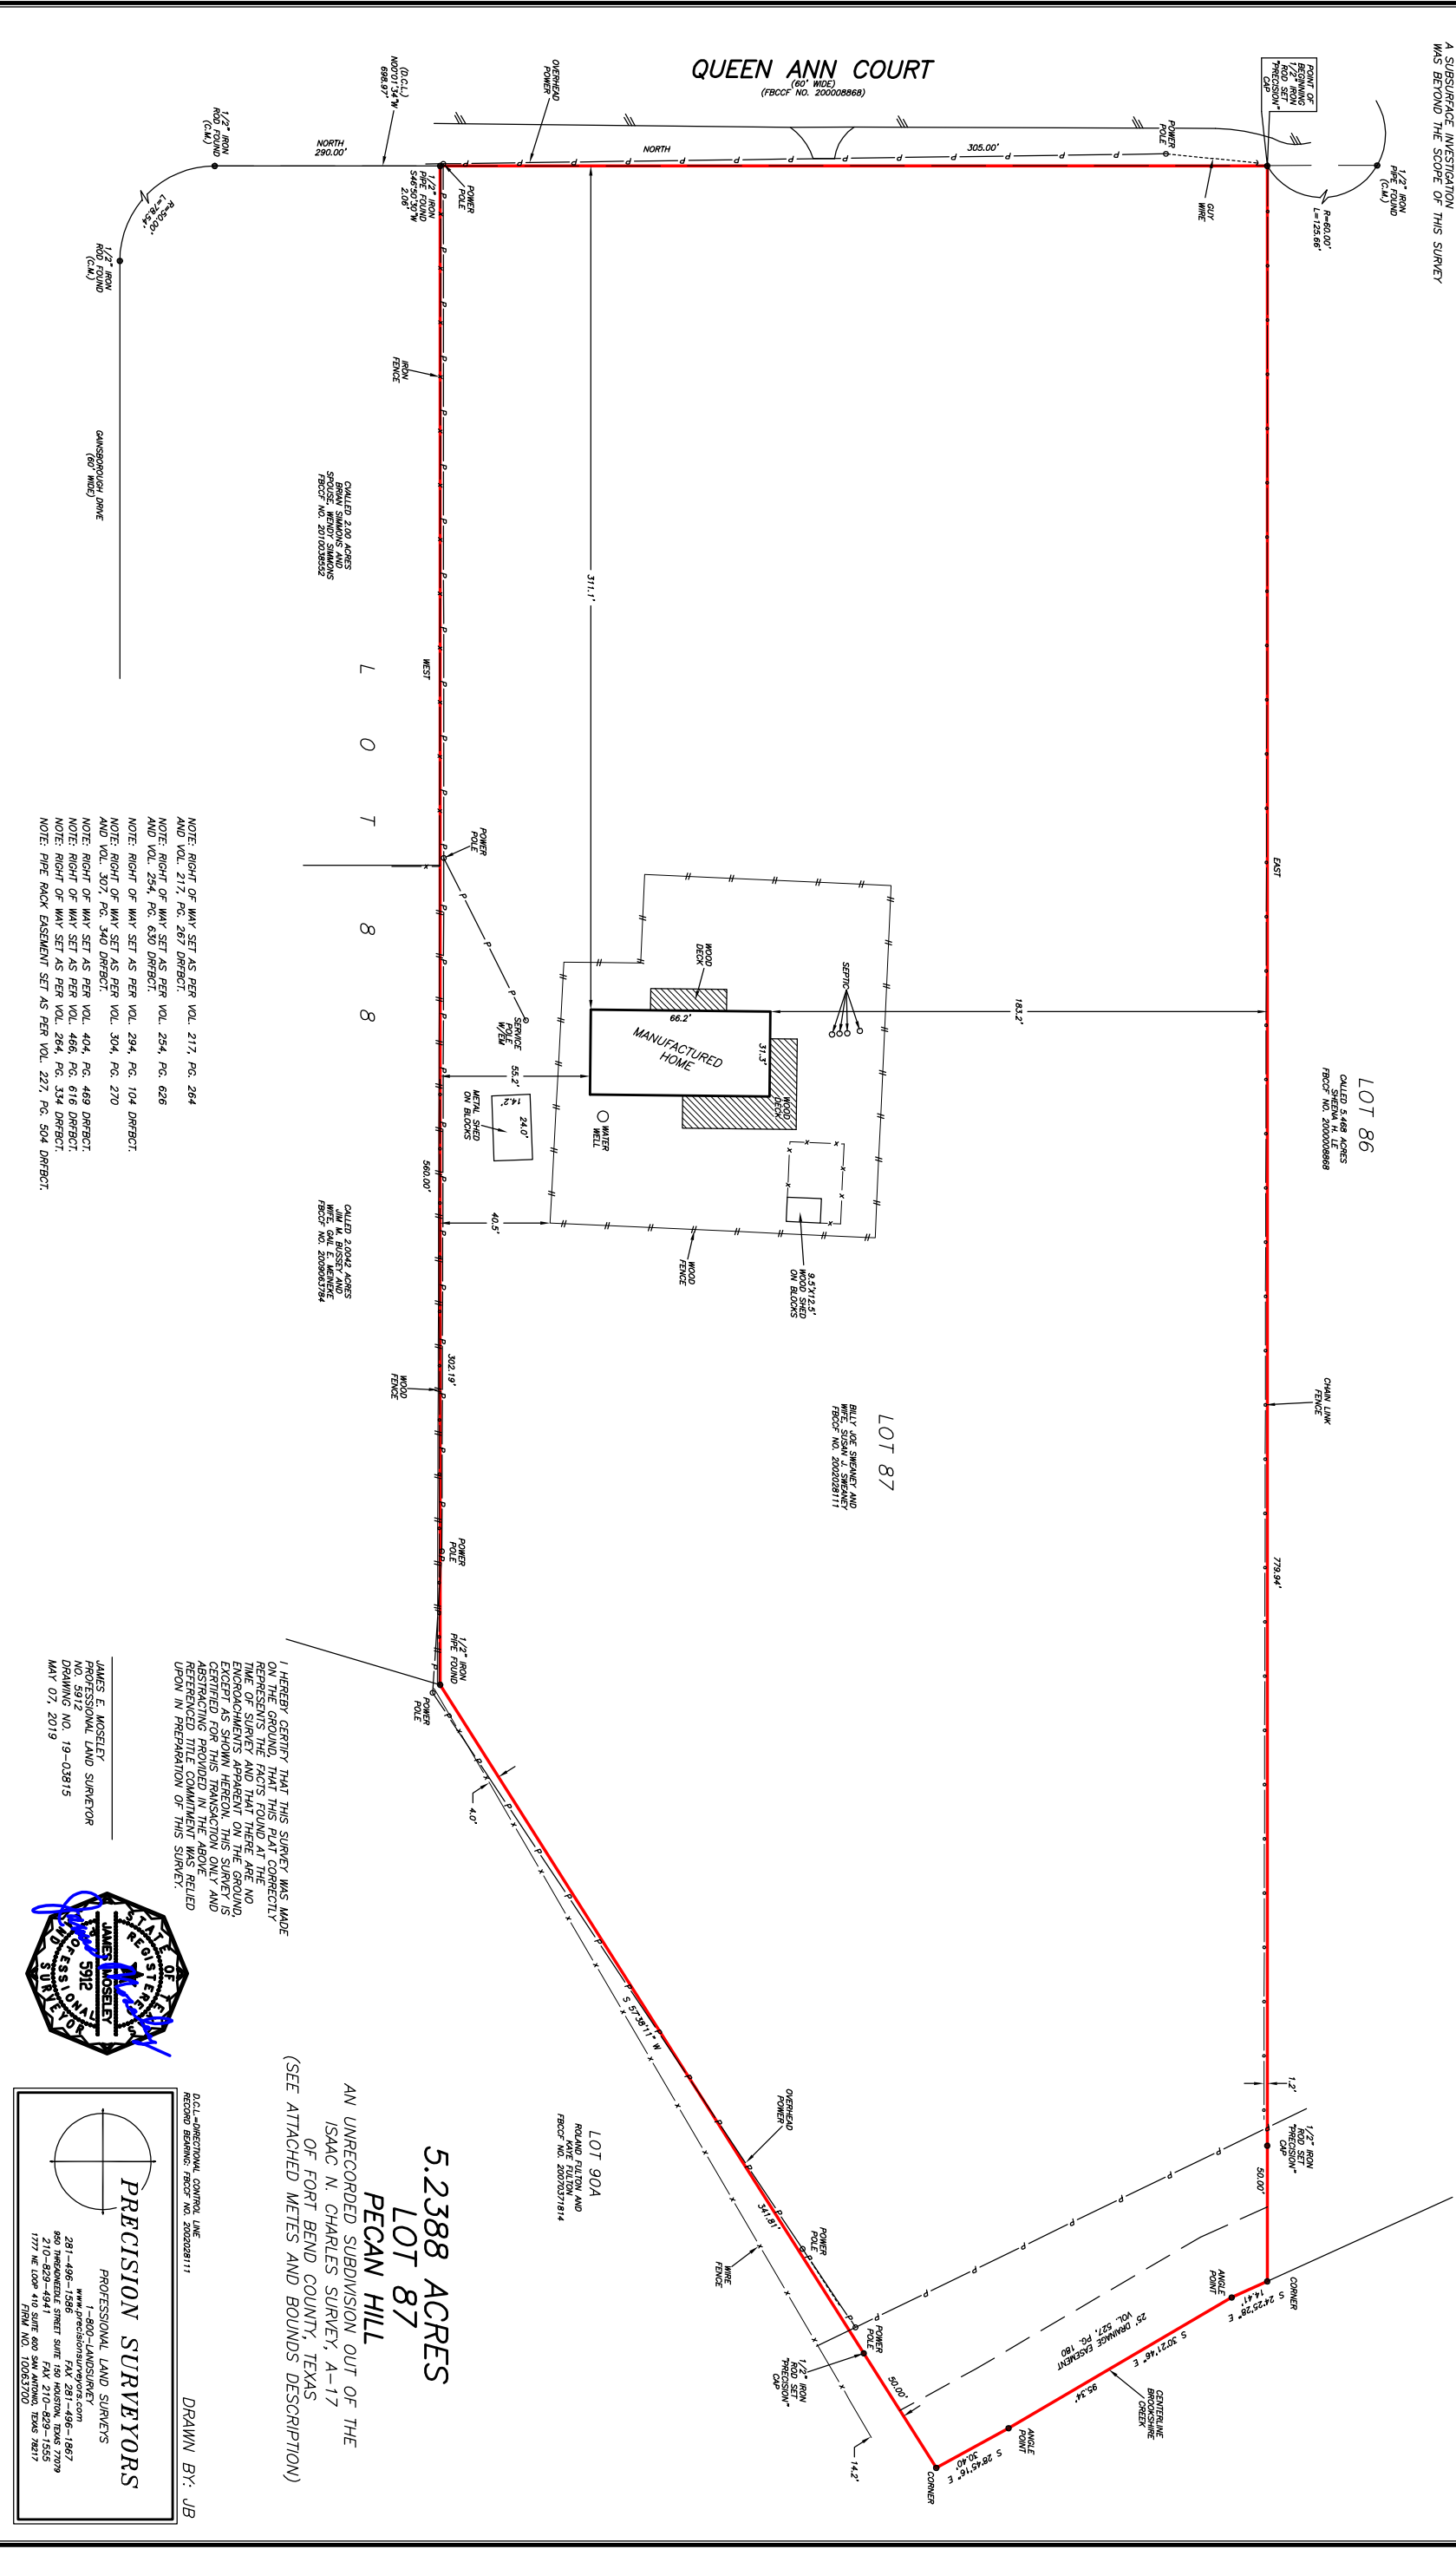 A SUBSURFACE INVESTIGATION
WAS BEYOND THE SCOPE OF THIS SURVEY
QUEEN ANN COURT
(60' WIDE)
(FBCCF NO. 200008868)
POINT OF
BEGINNING
1/2" IRON
ROD SET
"PRECISION"
CAP
1/2" IRON
PIPE FOUND
(C.M.)
R=60.00'
L=125.66'
GUY
WIRE
POWER
POLE
305.00'
NORTH
OVERHEAD
POWER
(D.C.L.)
N00°01'34"W
698.97'
NORTH
290.00'
1/2" IRON
ROD FOUND
(C.M.)
R=50.00'
L=78.54'
1/2" IRON
ROD FOUND
(C.M.)
GAINSBOROUGH DRIVE
(60' WIDE)
POWER
POLE
1/2" IRON
PIPE FOUND
S46°50'30"W
2.06'
IRON
FENCE
CVALLED 2.00 ACRES
BRIAN SIMMONS AND
SPOUSE, WENDY SIMMONS
FBCCF NO. 2010038552
LOT 88
WEST
311.1'
EAST
183.2'
LOT 86
CALLED 5.468 ACRES
SHEENA H. LE
FBCCF NO. 200008868
POWER
POLE
SERVICE
POLE
W/EM
WOOD
DECK
SEPTIC
66.2'
31.3'
MANUFACTURED
HOME
WOOD
DECK
55.2'
METAL SHED
ON BLOCKS
14.2'
24.0'
WATER
WELL
560.00'
40.5'
WOOD
FENCE
9.5'X12.5'
WOOD SHED
ON BLOCKS
CALLED 2.0042 ACRES
JIM M. BUSSEY AND
WIFE, GAIL E. MEINEKE
FBCCF NO. 2009063784
302.19'
WOOD
FENCE
CHAIN LINK
FENCE
LOT 87
BILLY JOE SWEANEY AND
WIFE, SUSAN J. SWEANEY
FBCCF NO. 2002028111
779.94'
POWER
POLE
1/2" IRON
PIPE FOUND
POWER
POLE
4.0'
S 57°38'11" W
341.81'
OVERHEAD
POWER
LOT 90A
ROLAND FULTON AND
KAYE FULTON
FBCCF NO. 20070371814
WIRE
FENCE
POWER
POLE
POWER
POLE
1/2" IRON
ROD SET
"PRECISION"
CAP
50.00'
14.2'
CORNER
S 28°45'16" E
30.40'
ANGLE
POINT
CENTERLINE
BROOKSHIRE
CREEK
S 30°21'46" E
95.34'
25' DRAINAGE EASEMENT
VOL. 527, PG. 180
ANGLE
POINT
S 24°25'28" E
14.41'
CORNER
50.00'
1/2" IRON
ROD SET
"PRECISION"
CAP
1.2'
NOTE: RIGHT OF WAY SET AS PER VOL. 217, PG. 264
AND VOL. 217, PG. 267 DRFBCT.
NOTE: RIGHT OF WAY SET AS PER VOL. 254, PG. 626
AND VOL. 254, PG. 630 DRFBCT.
NOTE: RIGHT OF WAY SET AS PER VOL. 294, PG. 104 DRFBCT.
NOTE: RIGHT OF WAY SET AS PER VOL. 304, PG. 270
AND VOL. 307, PG. 340 DRFBCT.
NOTE: RIGHT OF WAY SET AS PER VOL. 404, PG. 469 DRFBCT.
NOTE: RIGHT OF WAY SET AS PER VOL. 466, PG. 616 DRFBCT.
NOTE: RIGHT OF WAY SET AS PER VOL. 264, PG. 334 DRFBCT.
NOTE: PIPE RACK EASEMENT SET AS PER VOL. 227, PG. 504 DRFBCT.
I HEREBY CERTIFY THAT THIS SURVEY WAS MADE
ON THE GROUND, THAT THIS PLAT CORRECTLY
REPRESENTS THE FACTS FOUND AT THE
TIME OF SURVEY AND THAT THERE ARE NO
ENCROACHMENTS APPARENT ON THE GROUND,
EXCEPT AS SHOWN HEREON. THIS SURVEY IS
CERTIFIED FOR THIS TRANSACTION ONLY AND
ABSTRACTING PROVIDED IN THE ABOVE
REFERENCED TITLE COMMITMENT WAS RELIED
UPON IN PREPARATION OF THIS SURVEY.
JAMES E. MOSELEY
PROFESSIONAL LAND SURVEYOR
NO. 5912
DRAWING NO. 19-03815
MAY 07, 2019
STATE OF TEXAS
REGISTERED
JAMES E. MOSELEY
5912
PROFESSIONAL
LAND SURVEYOR
5.2388 ACRES
LOT 87
PECAN HILL
AN UNRECORDED SUBDIVISION OUT OF THE
ISAAC N. CHARLES SURVEY, A-17
OF FORT BEND COUNTY, TEXAS
(SEE ATTACHED METES AND BOUNDS DESCRIPTION)
D.C.L.=DIRECTIONAL CONTROL LINE
RECORD BEARING: FBCCF NO. 2002028111
DRAWN BY: JB
PRECISION SURVEYORS
PROFESSIONAL LAND SURVEYS
1-800-LANDSURVEY
www.precisionsurveyors.com
281-496-1586 FAX 281-496-1867
950 THREADNEEDLE STREET SUITE 150 HOUSTON, TEXAS 77079
210-829-4941 FAX 210-829-1555
1777 NE LOOP 410 SUITE 600 SAN ANTONIO, TEXAS 78217
FIRM NO. 10063700